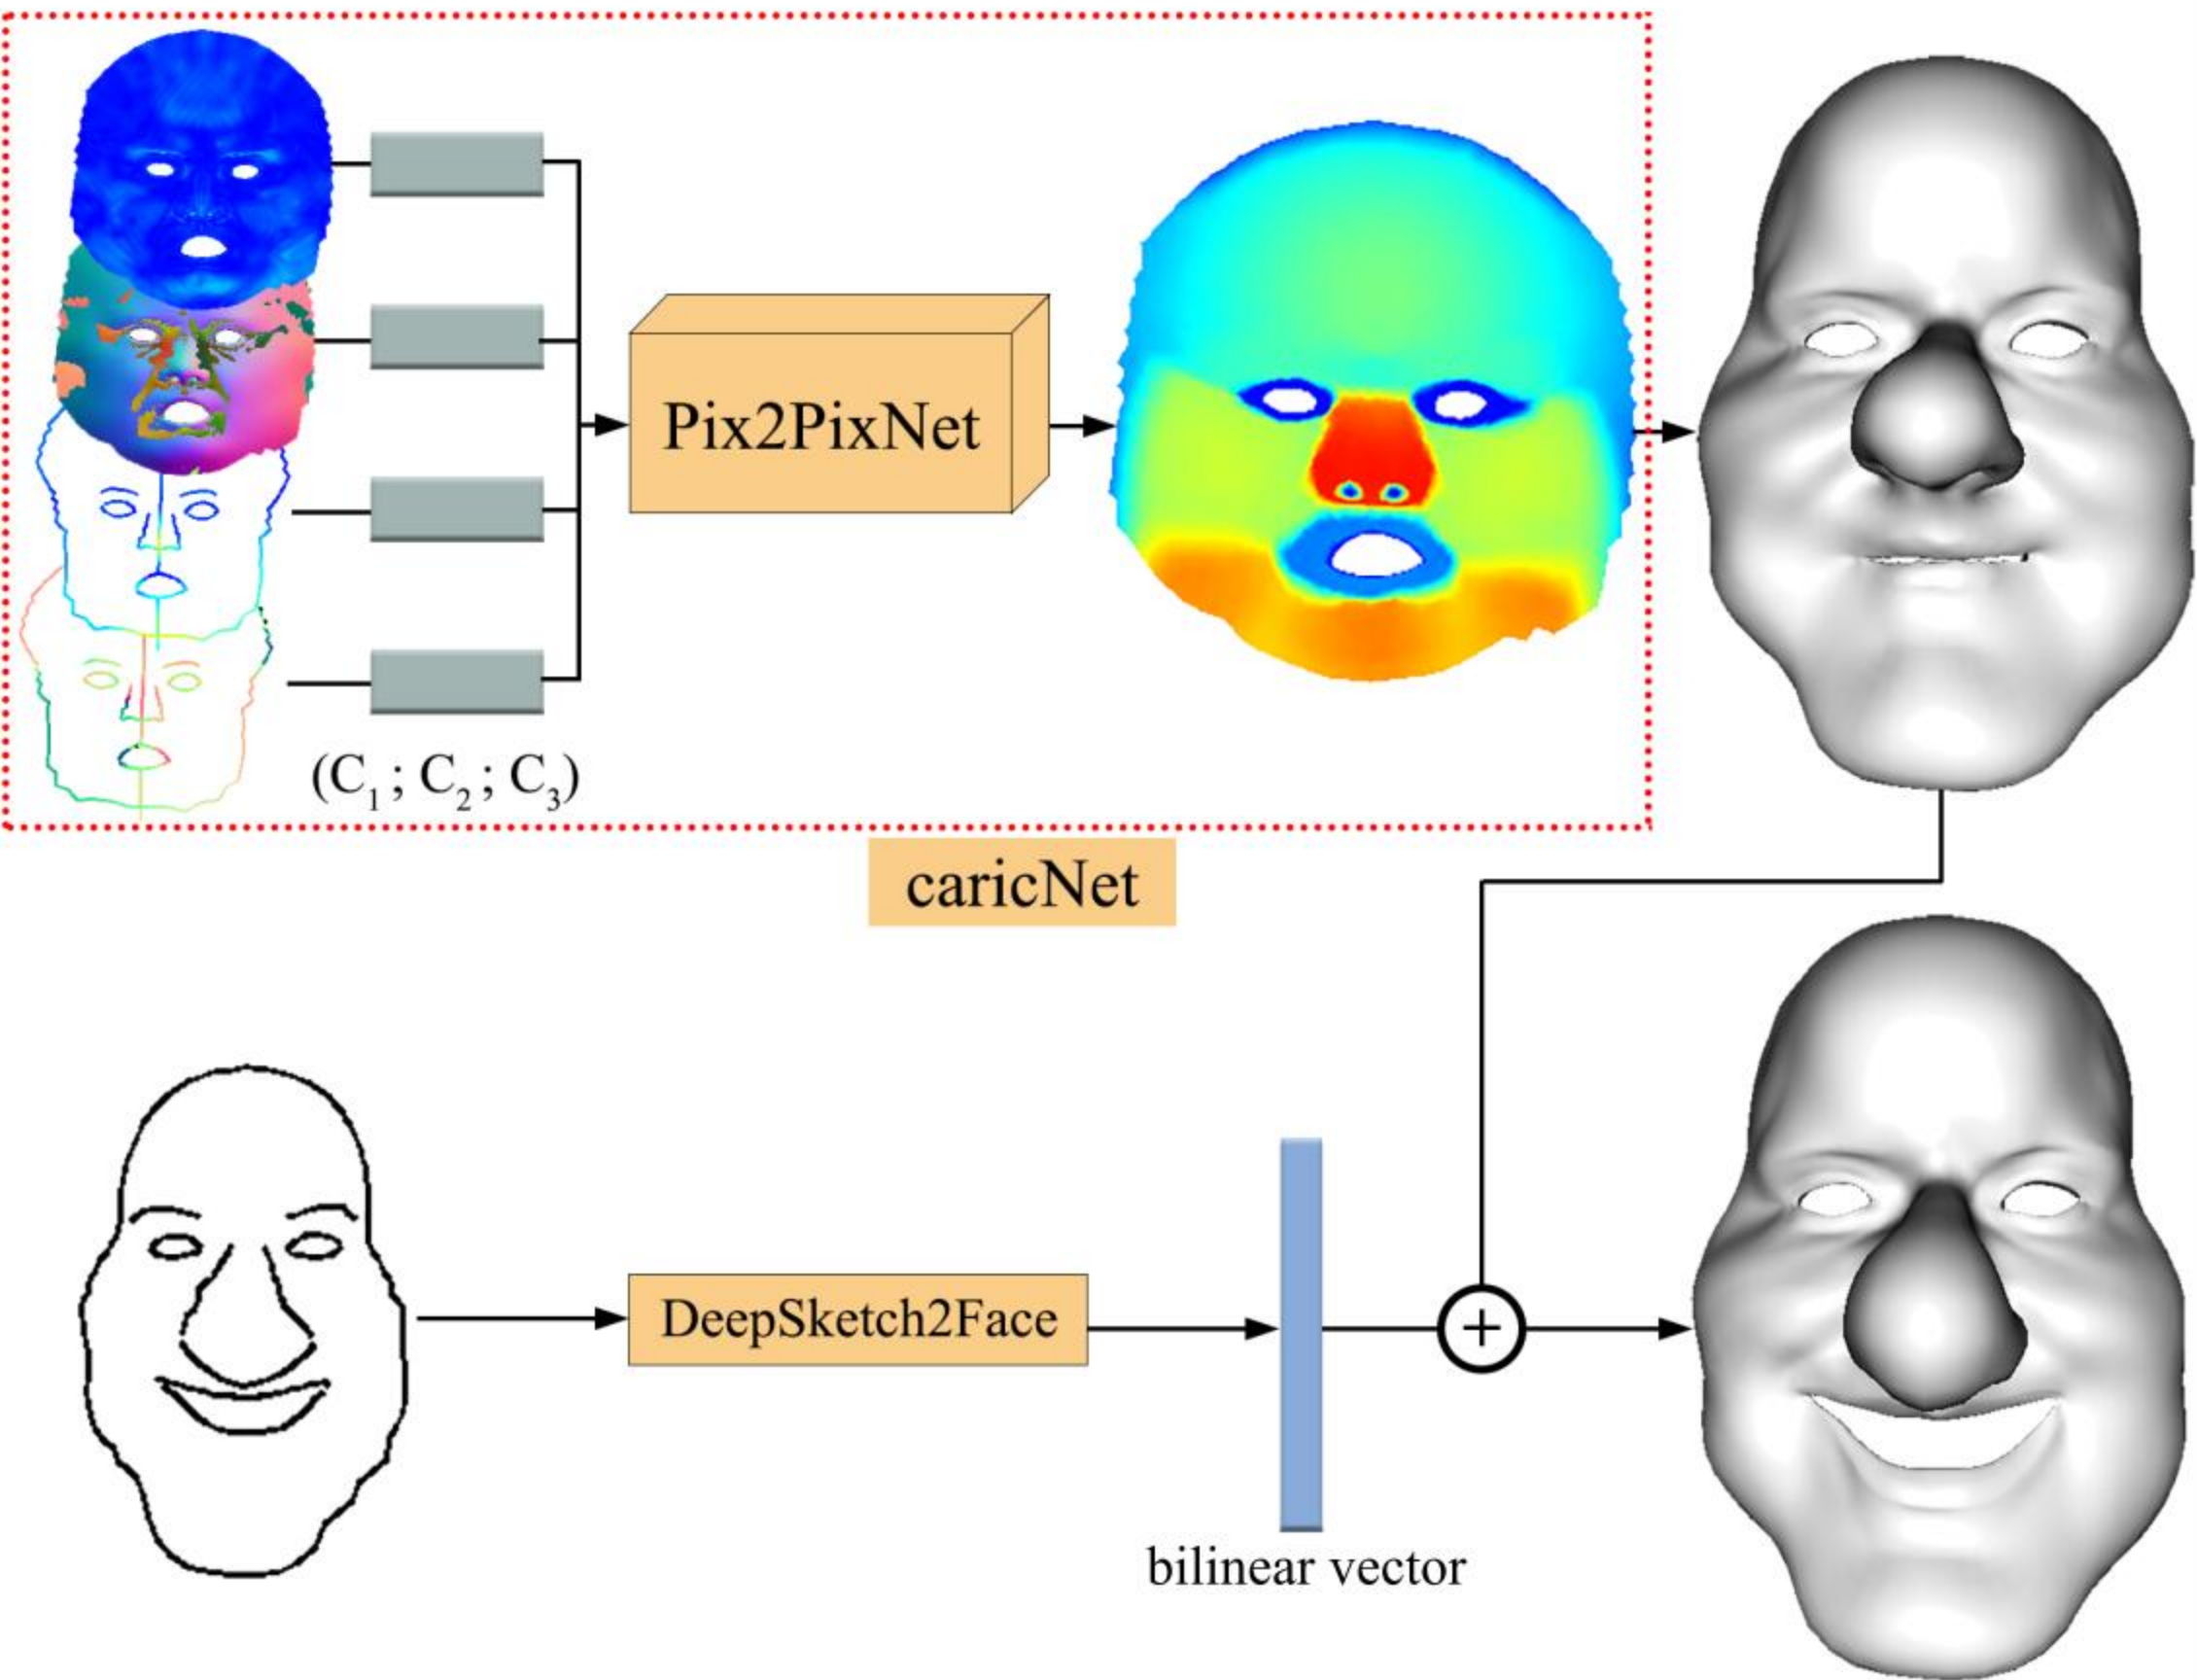 Pix2PixNet
(C₁ ; C₂ ; C₃)
caricNet
DeepSketch2Face
+
bilinear vector